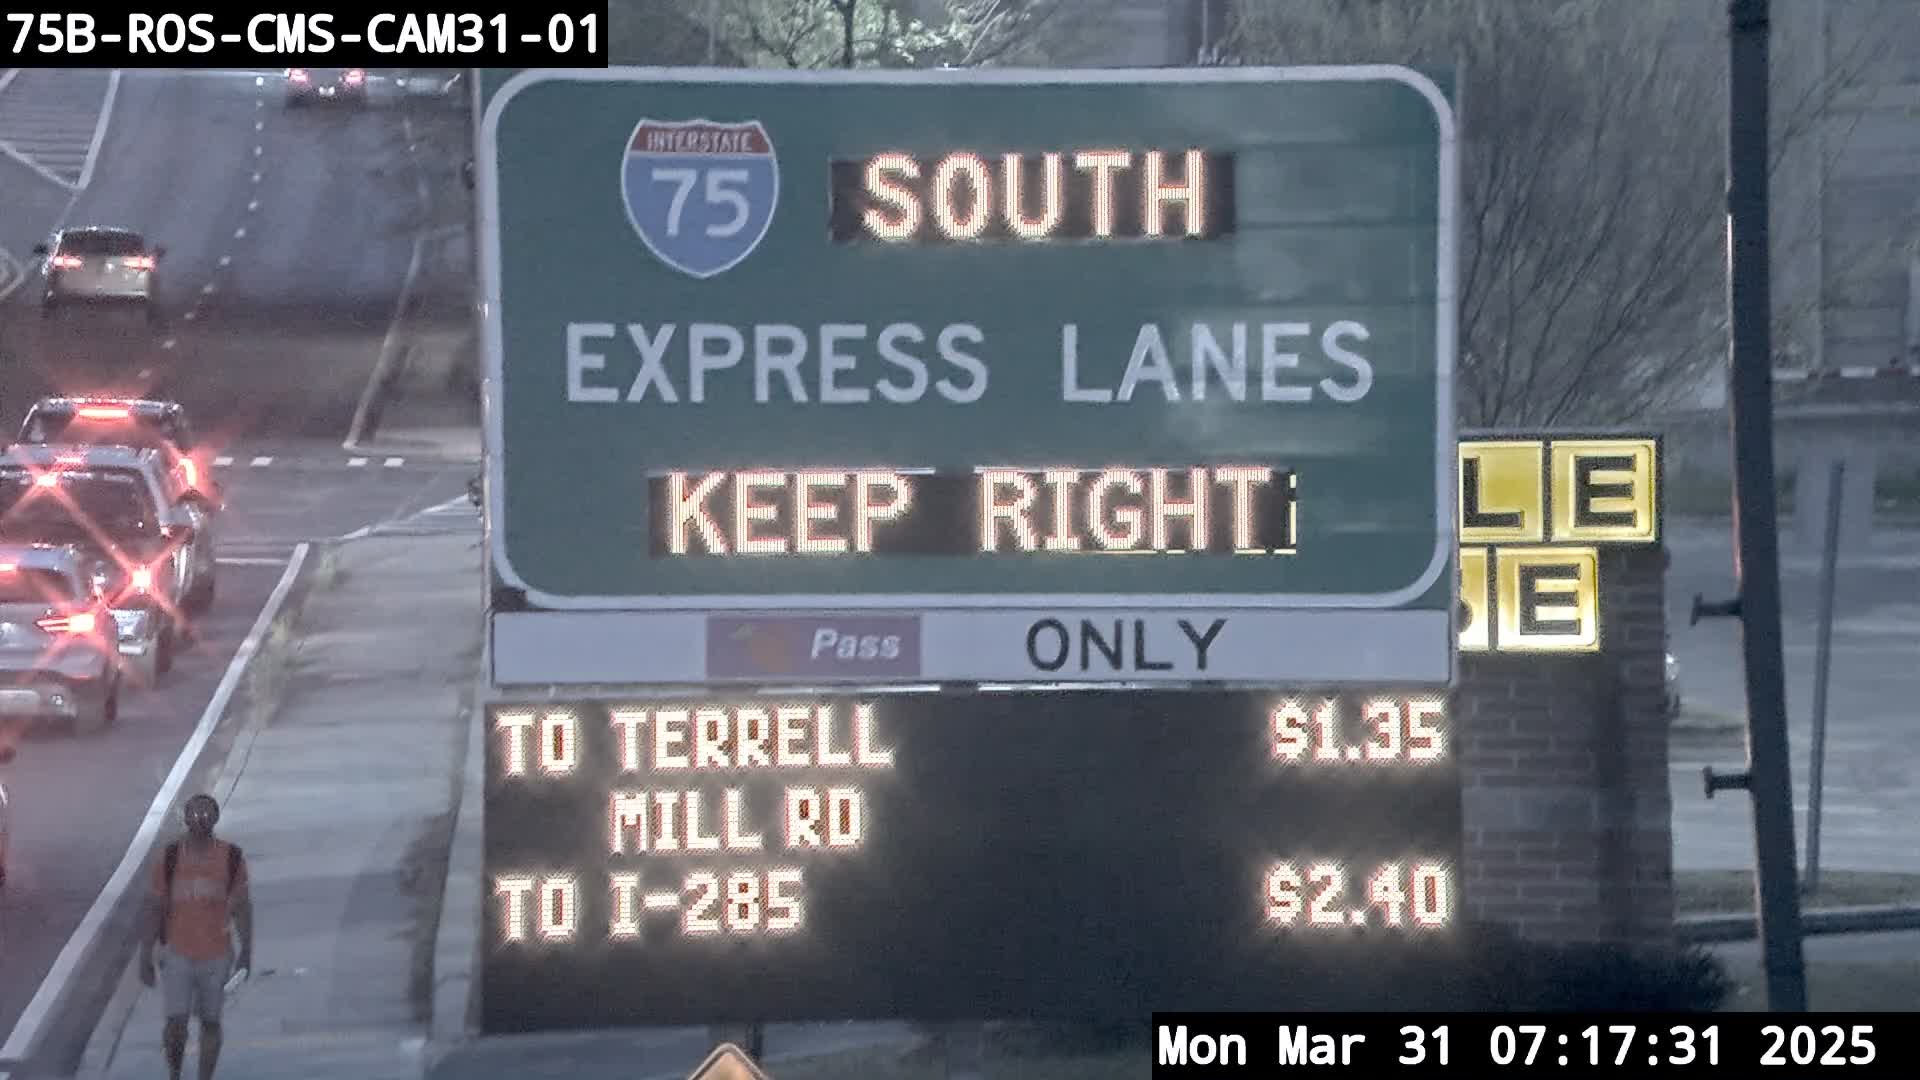 75B-ROS-CMS-CAM31-01
INTERSTATE
75
SOUTH
EXPRESS LANES
KEEP RIGHT
Pass ONLY
TO TERRELL $1.35
MILL RD
TO I-285 $2.40
LE
E
Mon Mar 31 07:17:31 2025